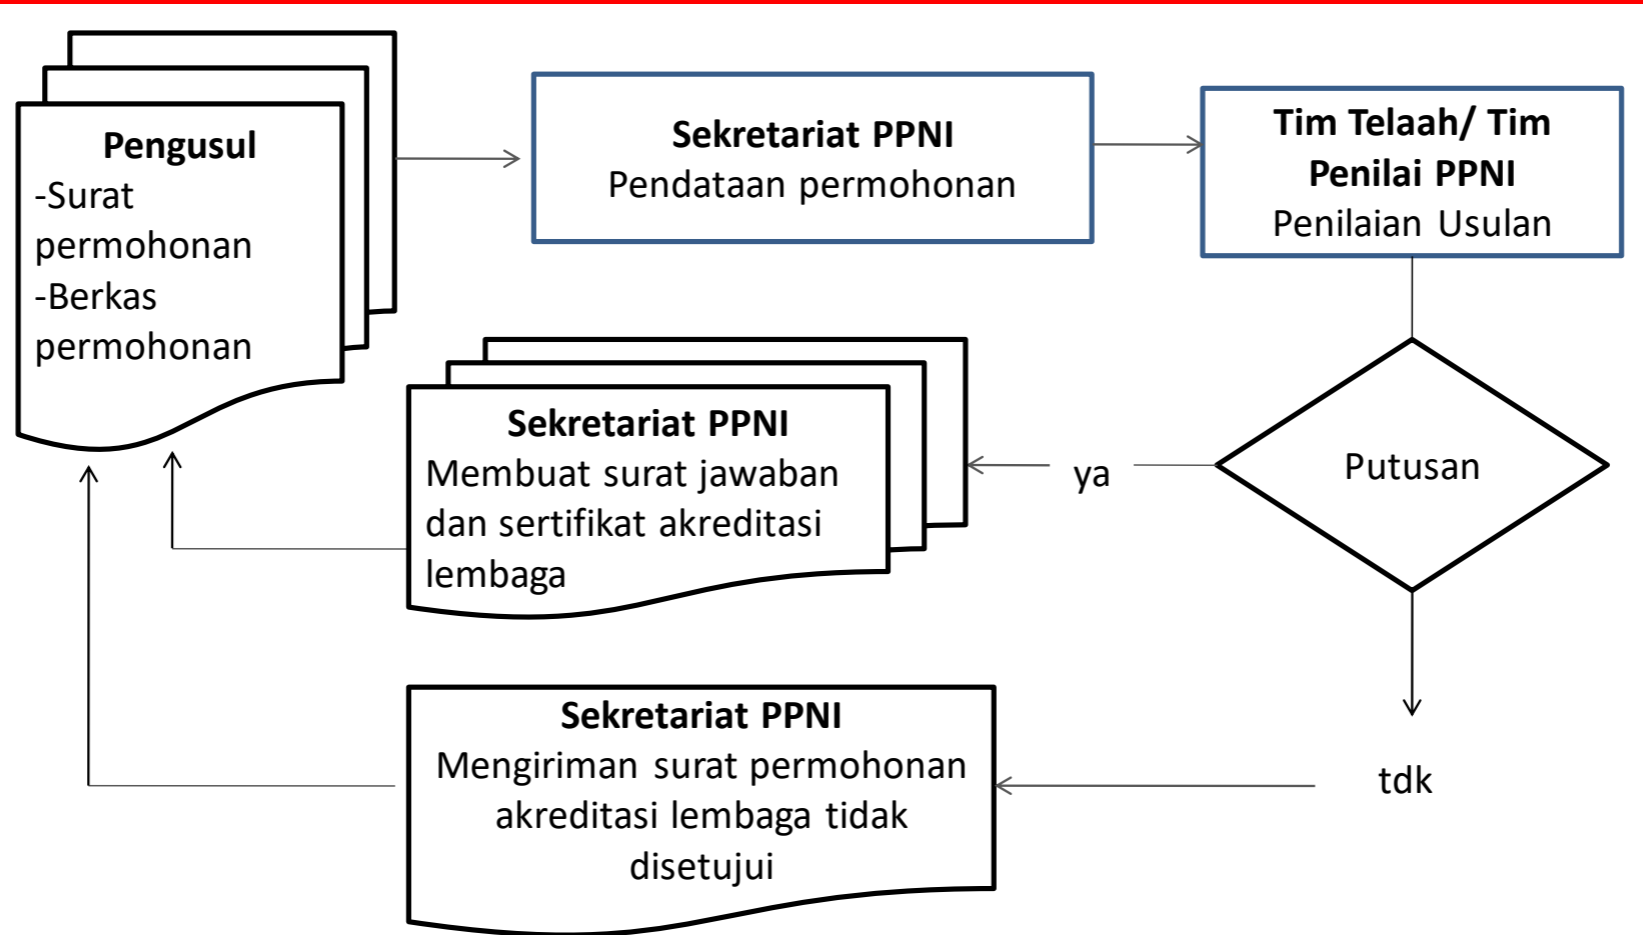 Pengusul
-Surat
permohonan
-Berkas
permohonan
Sekretariat PPNI
Pendataan permohonan
Tim Telaah/ Tim
Penilai PPNI
Penilaian Usulan
Putusan
ya
Sekretariat PPNI
Membuat surat jawaban
dan sertifikat akreditasi
lembaga
tdk
Sekretariat PPNI
Mengiriman surat permohonan
akreditasi lembaga tidak
disetujui